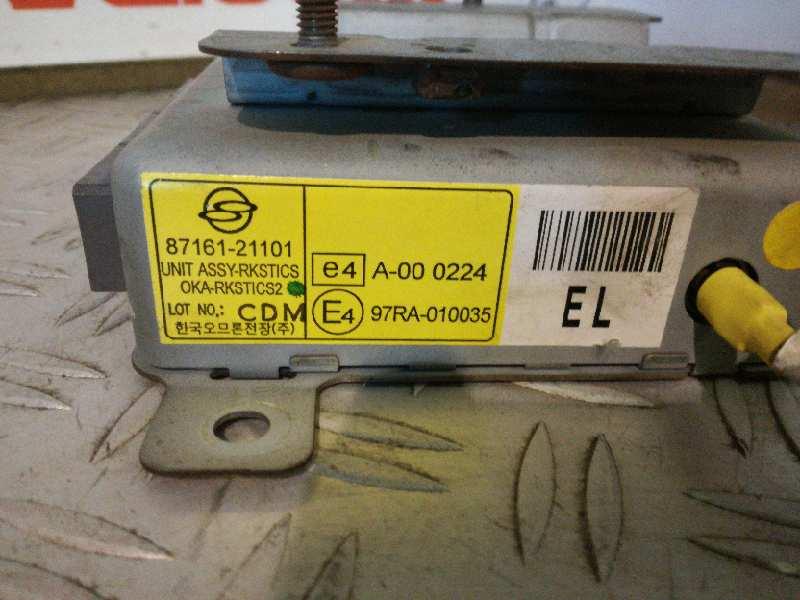 87161-21101
UNIT ASSY-RKSTICS
OKA-RKSTICS2
LOT NO.: CDM
한국오므론전장(주)
e4 A-00 0224
E4 97RA-010035
EL